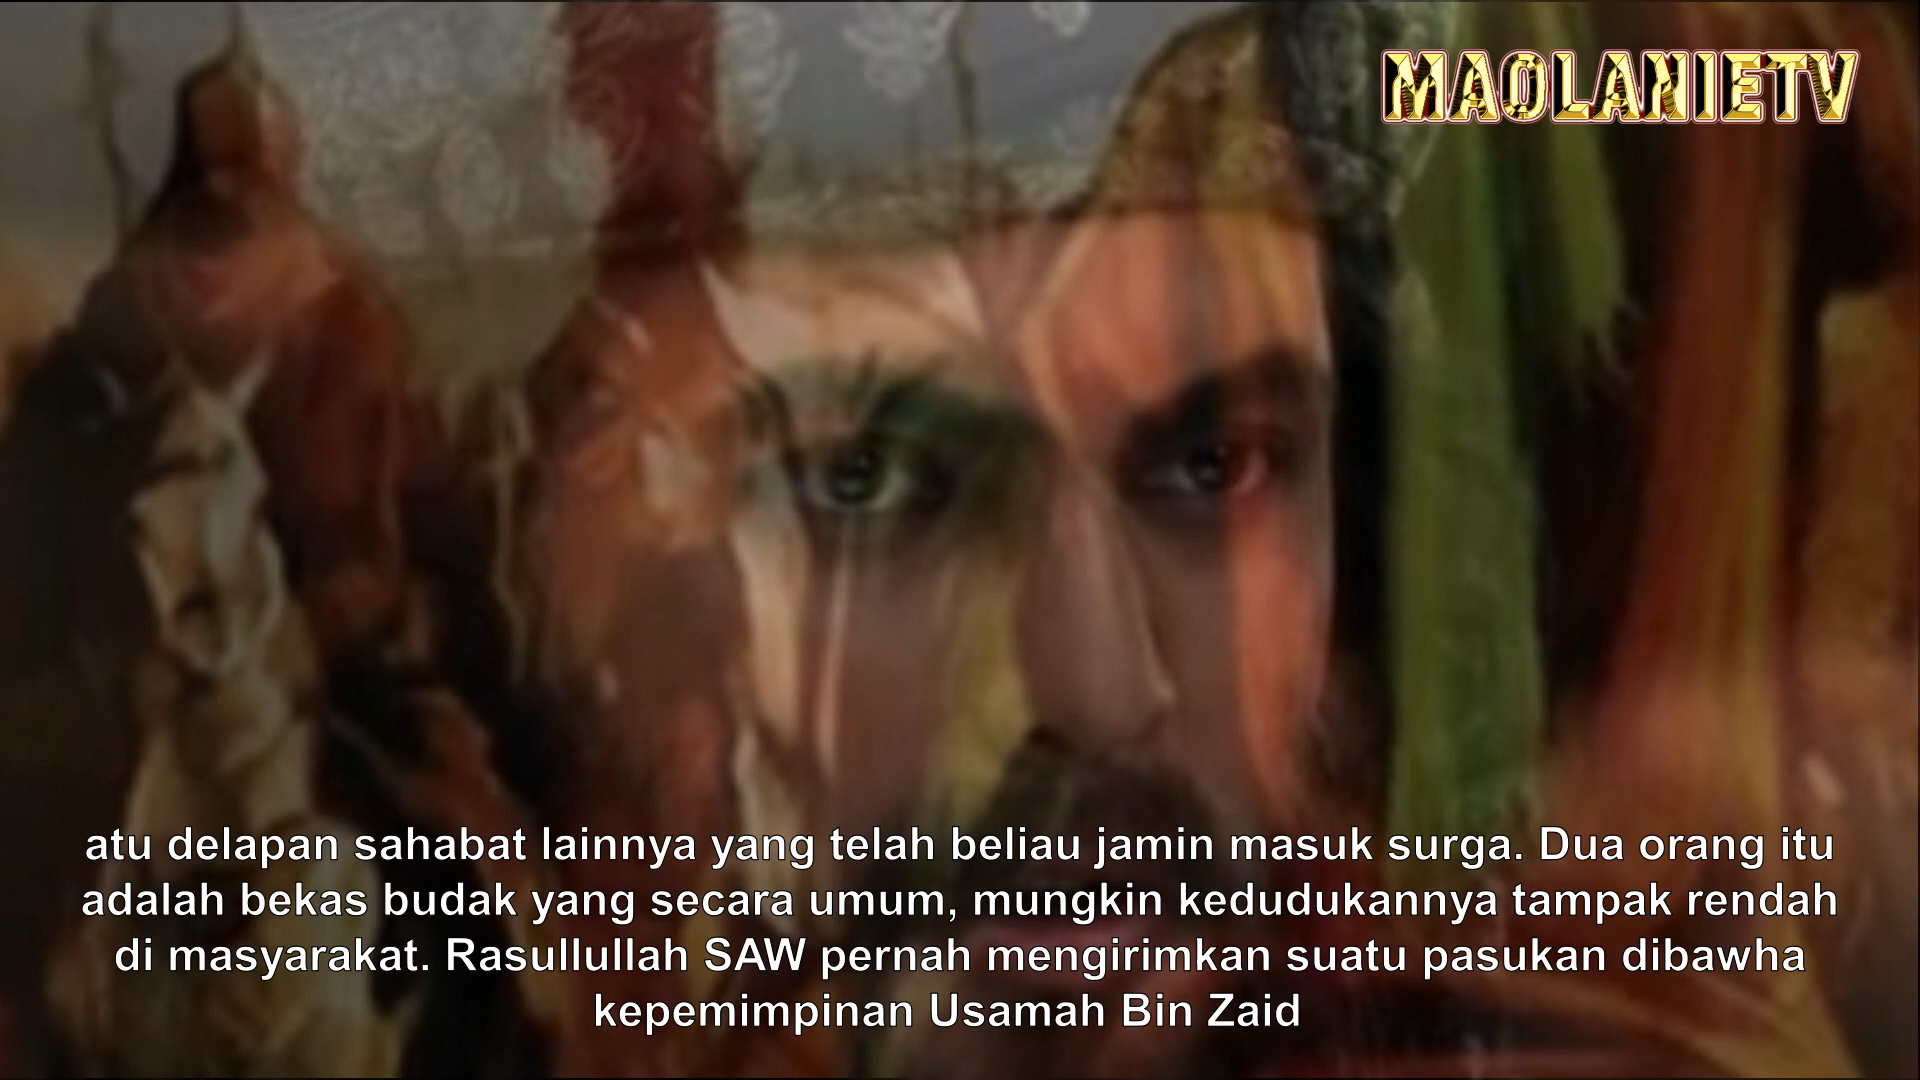 MAOLANIETV
atu delapan sahabat lainnya yang telah beliau jamin masuk surga. Dua orang itu
adalah bekas budak yang secara umum, mungkin kedudukannya tampak rendah
di masyarakat. Rasullullah SAW pernah mengirimkan suatu pasukan dibawha
kepemimpinan Usamah Bin Zaid